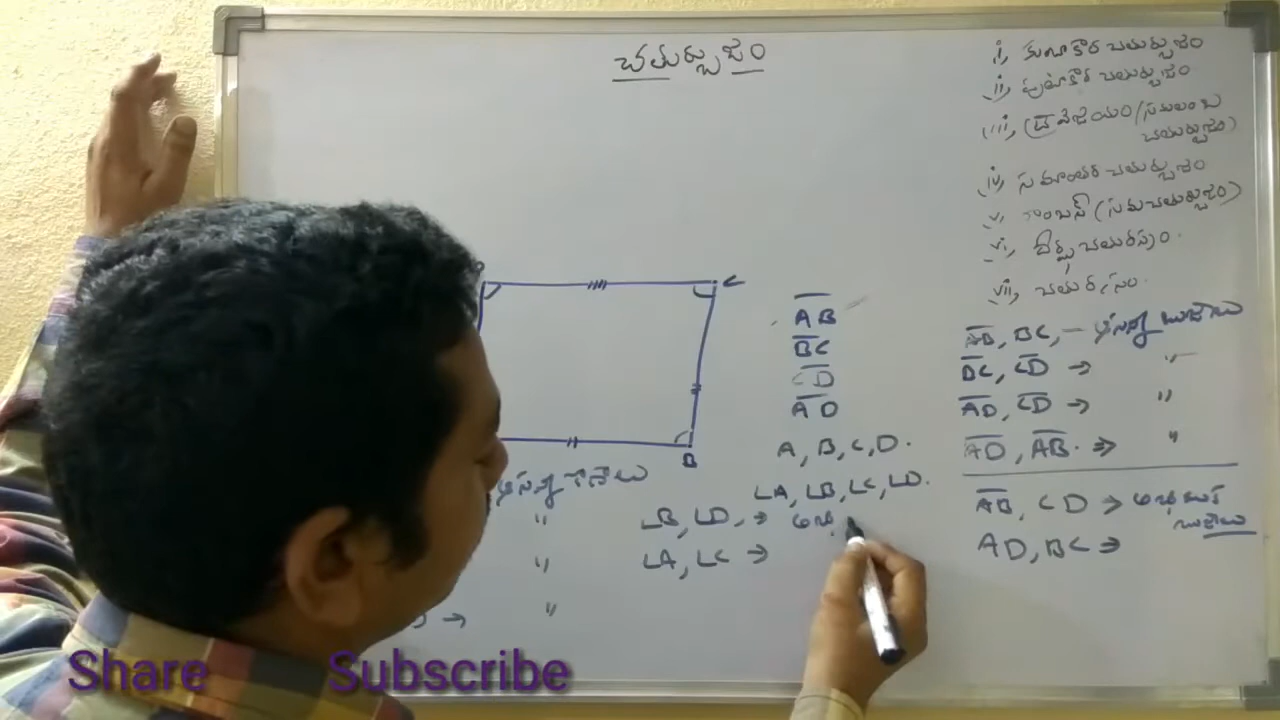 చతుర్భుజం
ii, చతుర్భుజం
iii, ట్రెపిజియం/సమలంబ
చతుర్భుజం)
iv, సమాంతర చతుర్భుజం
v, రాంబస్ (సమచతుర్భుజం)
vi, దీర్ఘ చతురస్రం.
vii, చతురస్రం.
C
B
AB
BC
CD
AD
A, B, C, D.
∠A, ∠B, ∠C, ∠D.
AB, BC, — ఆసన్న భుజాలు
BC, CD → "
AD, CD → "
AD, AB. ⇒ "
AB, CD ⇒ అభిముఖ
భుజాలు
AD, BC ⇒
ఆసన్న కోణాలు
"
"
→ "
∠B, ∠D, →
∠A, ∠C →
Share Subscribe